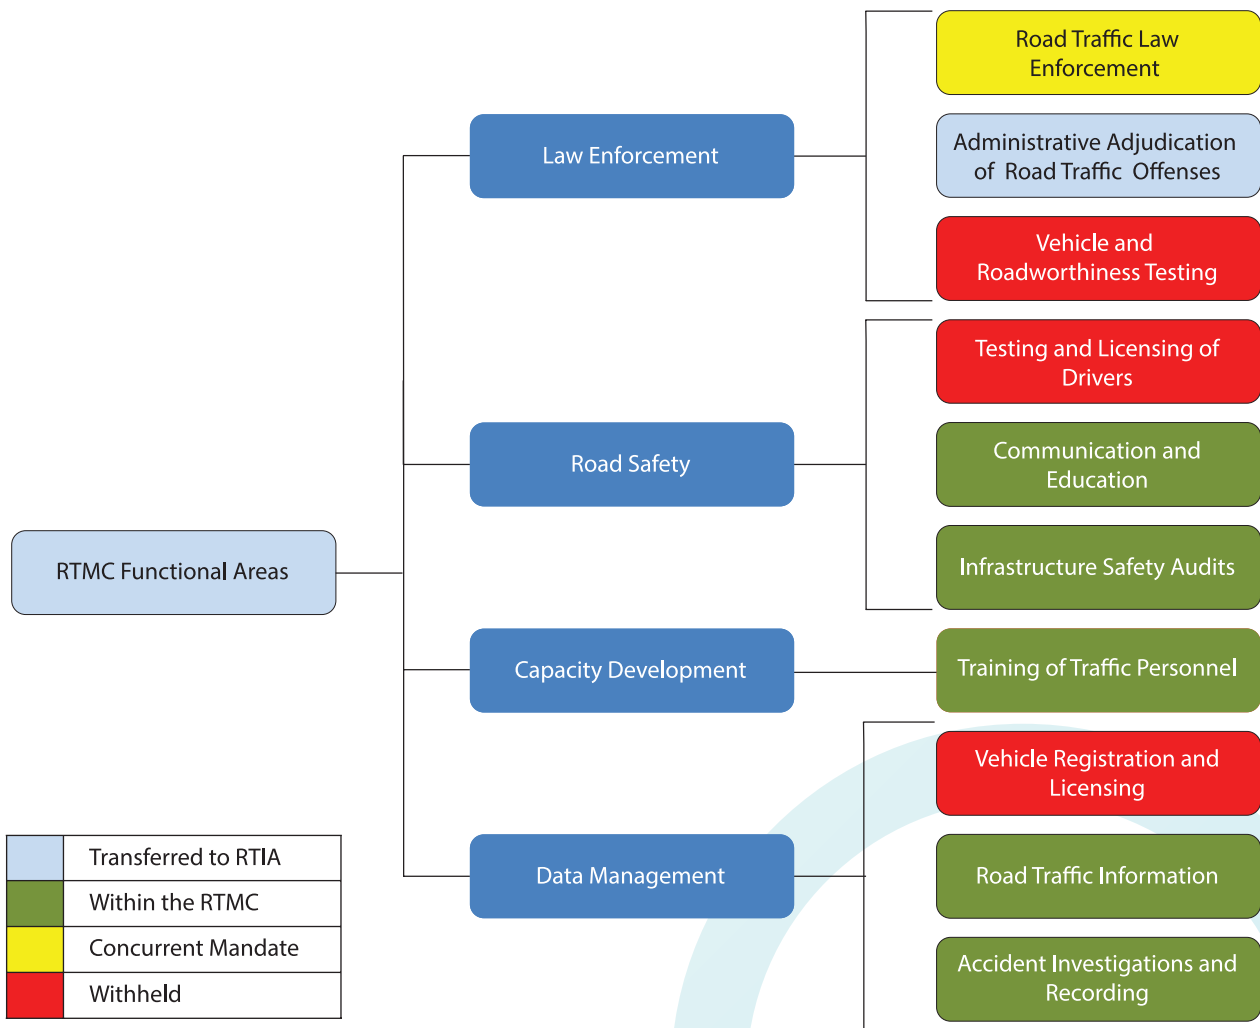 Road Traffic Law
Enforcement
Law Enforcement
Administrative Adjudication
of Road Traffic Offenses
Vehicle and
Roadworthiness Testing
Testing and Licensing of
Drivers
Road Safety
Communication and
Education
Infrastructure Safety Audits
RTMC Functional Areas
Capacity Development
Training of Traffic Personnel
Vehicle Registration and
Licensing
Data Management
Road Traffic Information
Accident Investigations and
Recording
Transferred to RTIA
Within the RTMC
Concurrent Mandate
Withheld